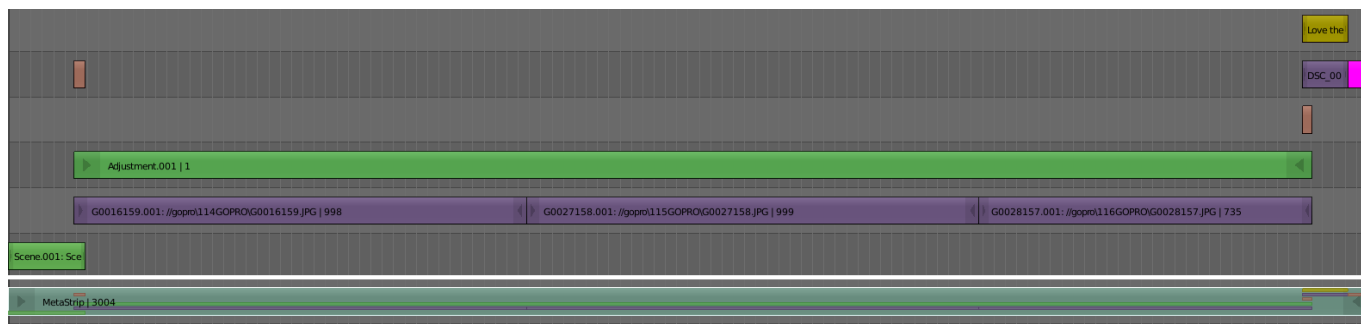 Love the
DSC_00
Adjustment.001 | 1
G0016159.001: //gopro\114GOPRO\G0016159.JPG | 998
G0027158.001: //gopro\115GOPRO\G0027158.JPG | 999
G0028157.001: //gopro\116GOPRO\G0028157.JPG | 735
Scene.001: Sce
MetaStrip | 3004